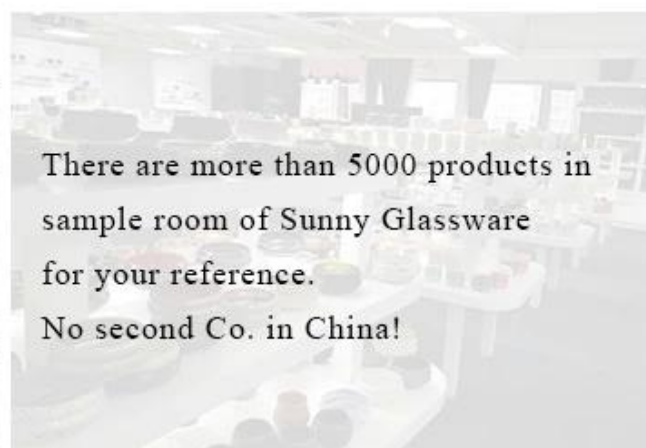 There are more than 5000 products in
sample room of Sunny Glassware
for your reference.
No second Co. in China!